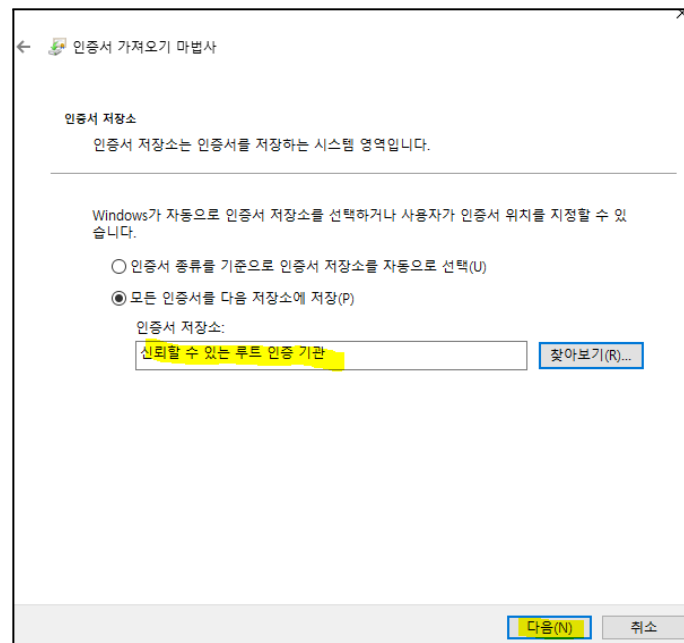 인증서 가져오기 마법사
인증서 저장소
인증서 저장소는 인증서를 저장하는 시스템 영역입니다.
Windows가 자동으로 인증서 저장소를 선택하거나 사용자가 인증서 위치를 지정할 수 있
습니다.
인증서 종류를 기준으로 인증서 저장소를 자동으로 선택(U)
모든 인증서를 다음 저장소에 저장(P)
인증서 저장소:
신뢰할 수 있는 루트 인증 기관
찾아보기(R)...
다음(N)
취소